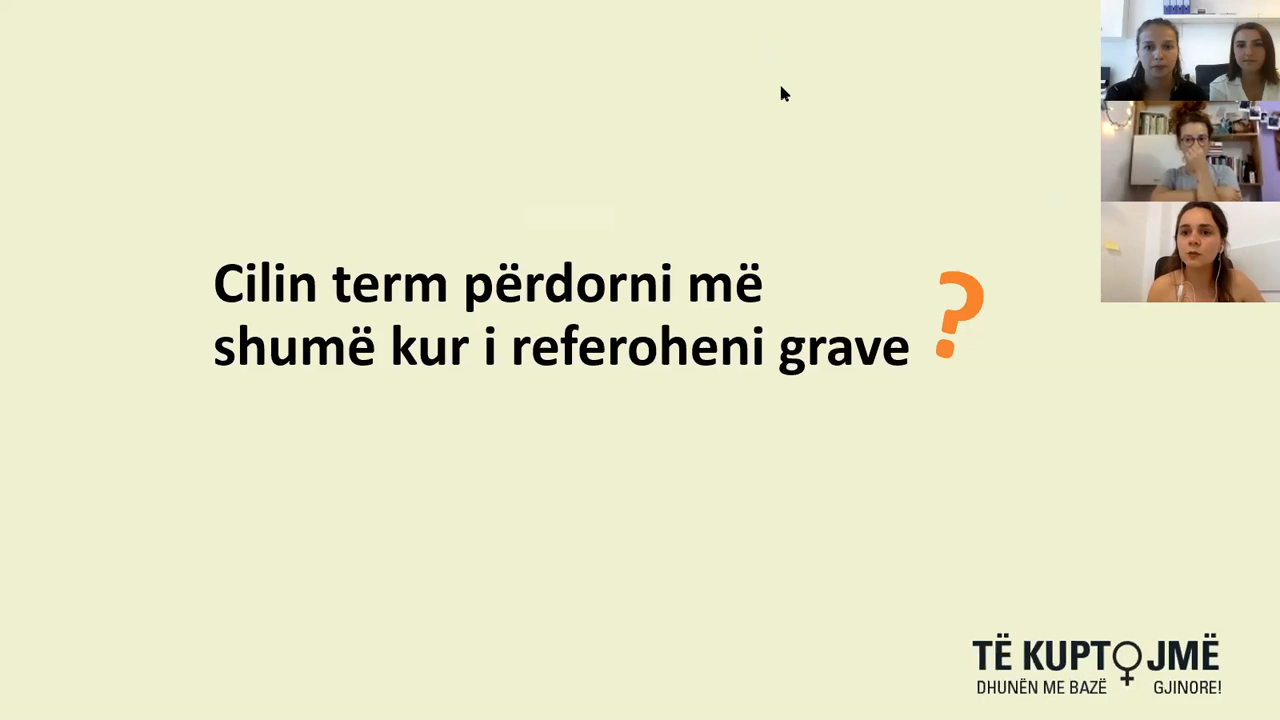 Cilin term përdorni më
shumë kur i referoheni grave ?
TË KUPTOJMË
DHUNËN ME BAZË GJINORE!